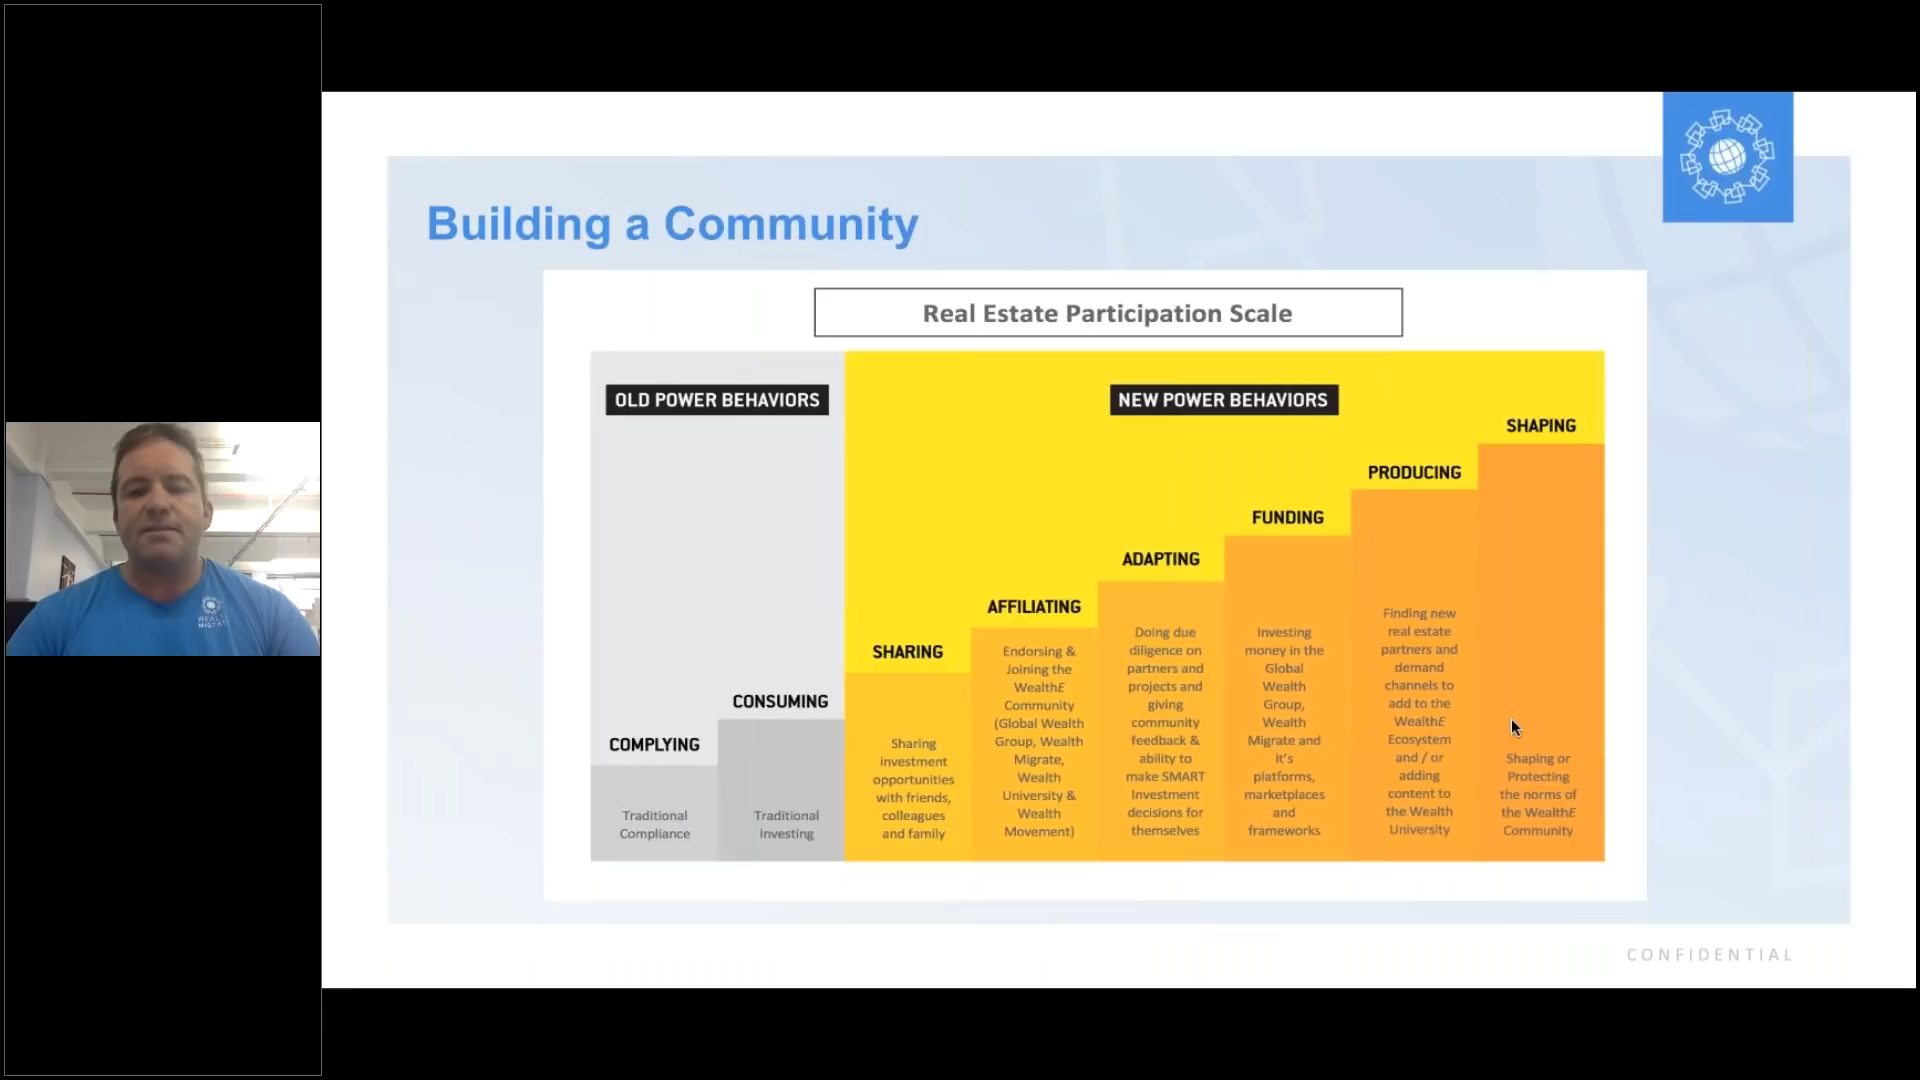 Building a Community
Real Estate Participation Scale
OLD POWER BEHAVIORS
NEW POWER BEHAVIORS
COMPLYING
Traditional
Compliance
CONSUMING
Traditional
Investing
SHARING
Sharing
investment
opportunities
with friends,
colleagues
and family
AFFILIATING
Endorsing &
Joining the
WealthE
Community
(Global Wealth
Group, Wealth
Migrate,
Wealth
University &
Wealth
Movement)
ADAPTING
Doing due
diligence on
partners and
projects and
giving
community
feedback &
ability to
make SMART
Investment
decisions for
themselves
FUNDING
Investing
money in the
Global
Wealth
Group,
Wealth
Migrate and
it's
platforms,
marketplaces
and
frameworks
PRODUCING
Finding new
real estate
partners and
demand
channels to
add to the
WealthE
Ecosystem
and / or
adding
content to
the Wealth
University
SHAPING
Shaping or
Protecting
the norms of
the WealthE
Community
CONFIDENTIAL